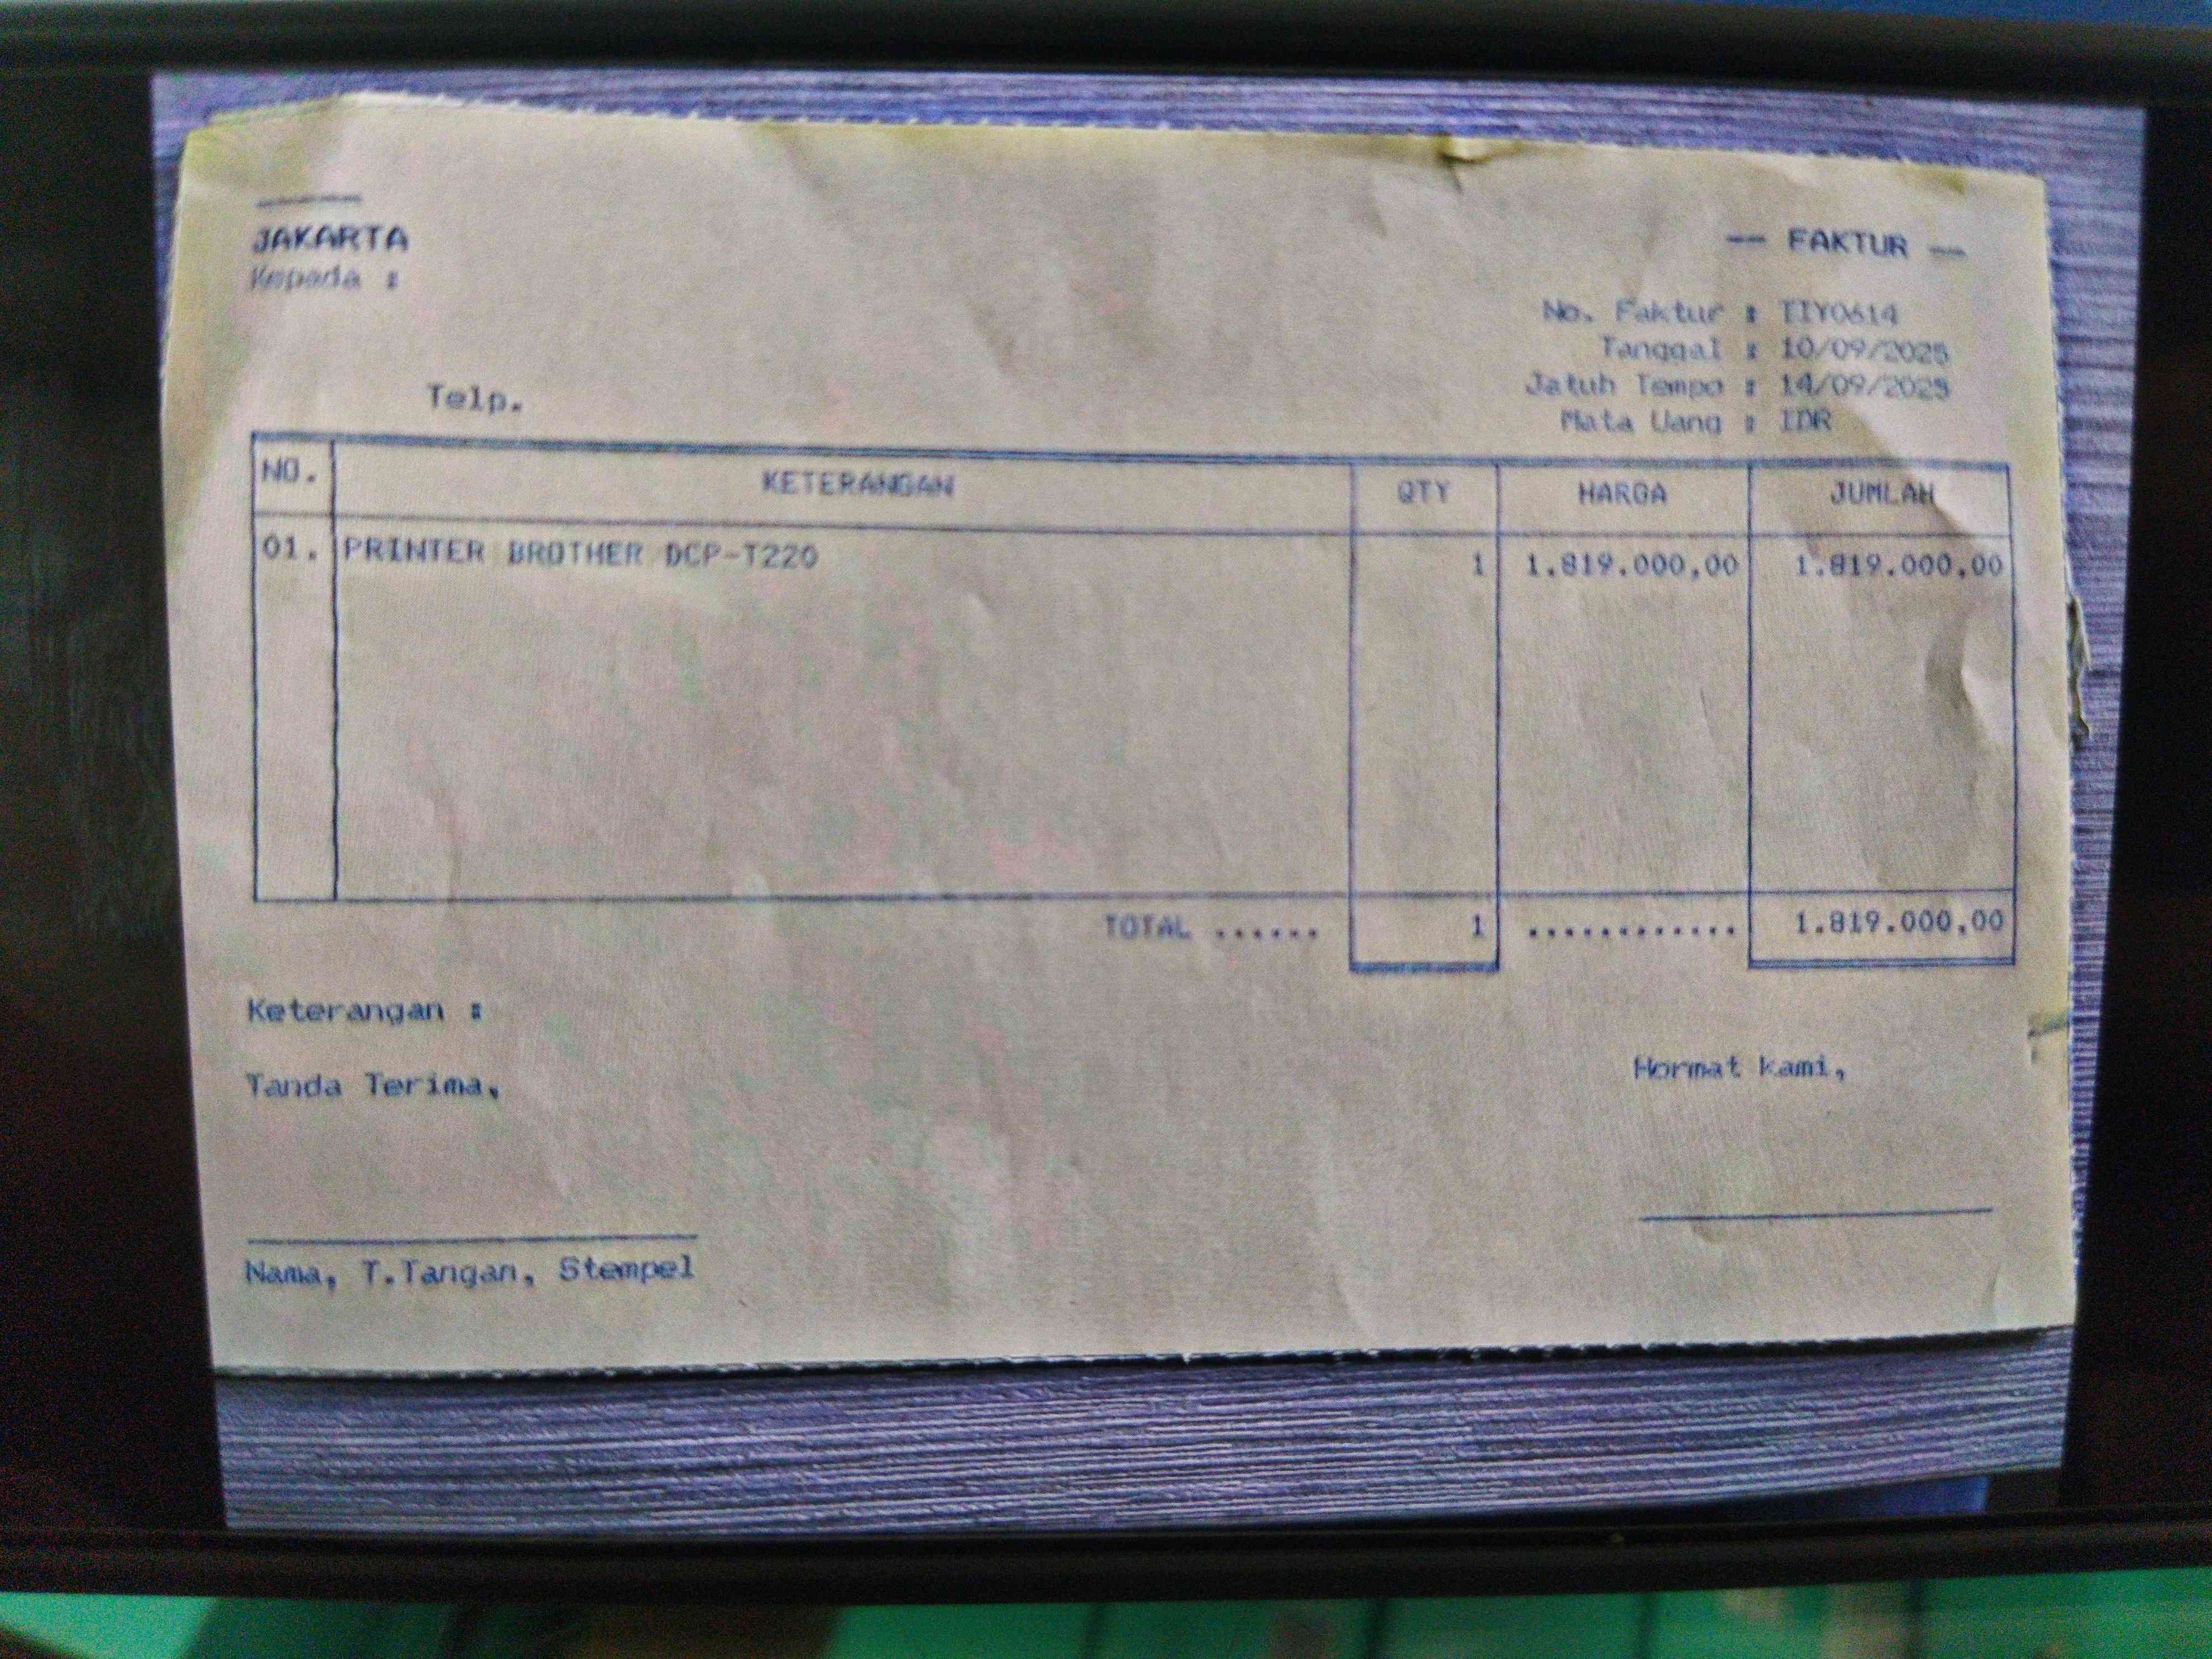 JAKARTA
Kepada :
Telp.
-- FAKTUR --
No. Faktur : TIY0614
Tanggal : 10/09/2025
Jatuh Tempo : 14/09/2025
Mata Uang : IDR
NO. KETERANGAN QTY HARGA JUMLAH
01. PRINTER BROTHER DCP-T220 1 1.819.000,00 1.819.000,00
TOTAL ...... 1 ............ 1.819.000,00
Keterangan :
Tanda Terima,
Hormat kami,
Nama, T.Tangan, Stempel